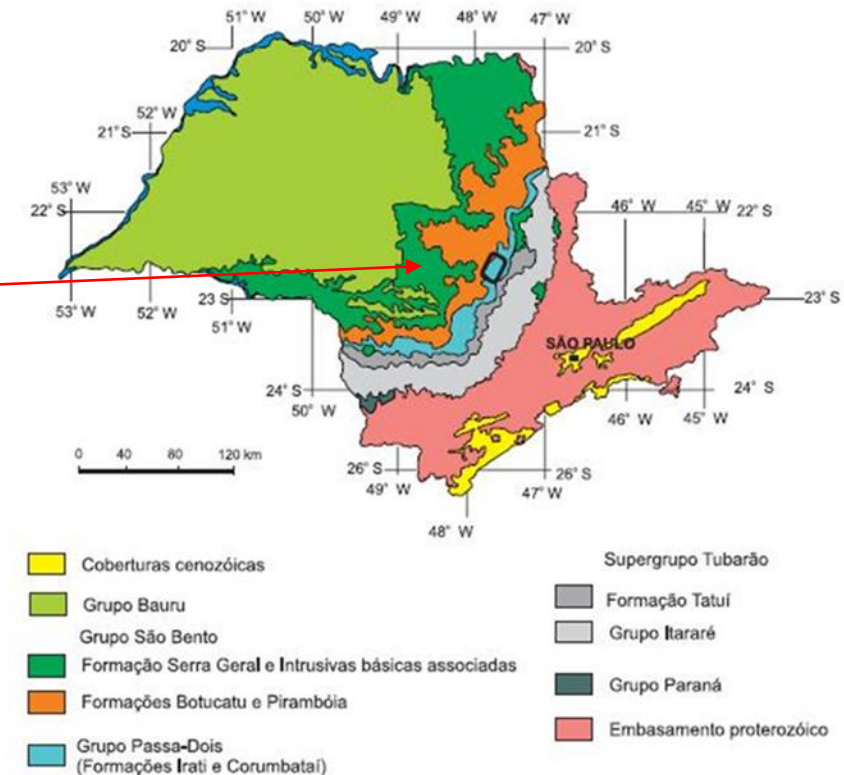 51° W 50° W 49° W 48° W 47° W
20° S 20° S
52° W
21° S 21° S
53° W
22° S 46° W 45° W 22° S
23 S 23° S
53° W 52° W 51° W
SÃO PAULO
24° S 24° S
50° W 46° W 45° W
0 40 80 120 km
26° S 26° S
49° W 47° W
48° W
Coberturas cenozóicas
Grupo Bauru
Grupo São Bento
Formação Serra Geral e Intrusivas básicas associadas
Formações Botucatu e Pirambóia
Grupo Passa-Dois
(Formações Irati e Corumbataí)
Supergrupo Tubarão
Formação Tatuí
Grupo Itararé
Grupo Paraná
Embasamento proterozóico